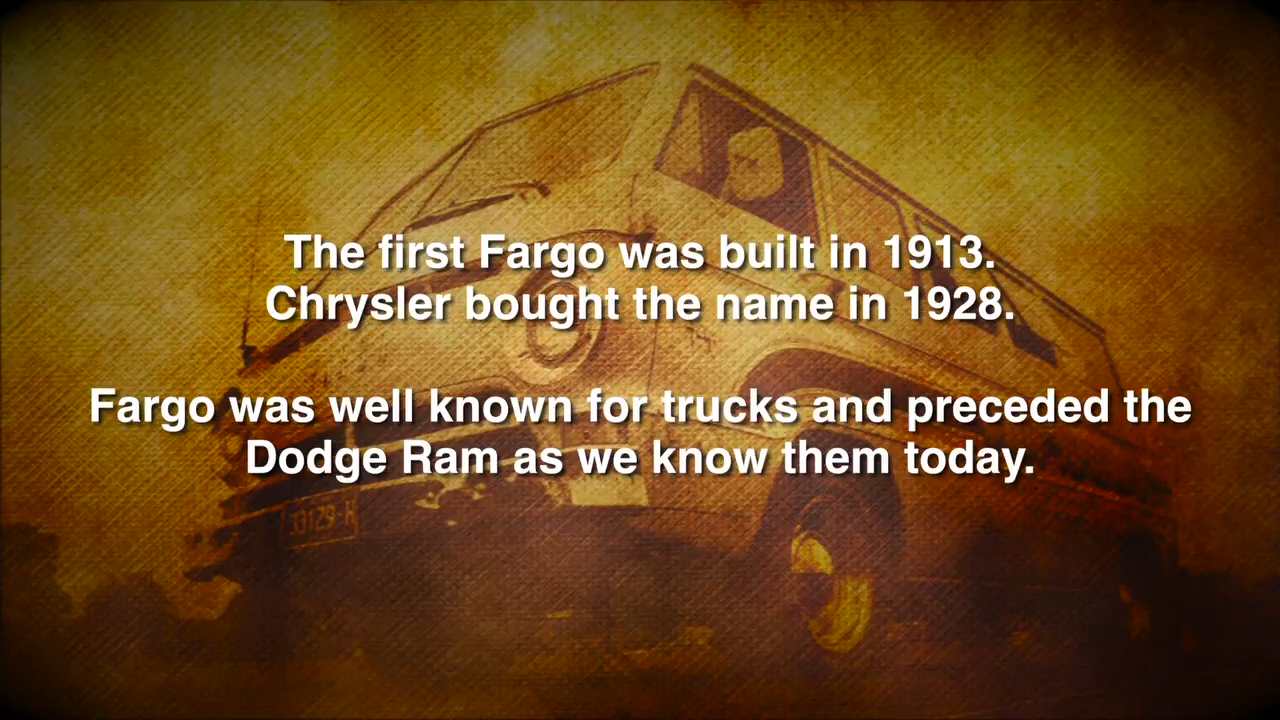 The first Fargo was built in 1913.
Chrysler bought the name in 1928.
Fargo was well known for trucks and preceded the
Dodge Ram as we know them today.
33129-H